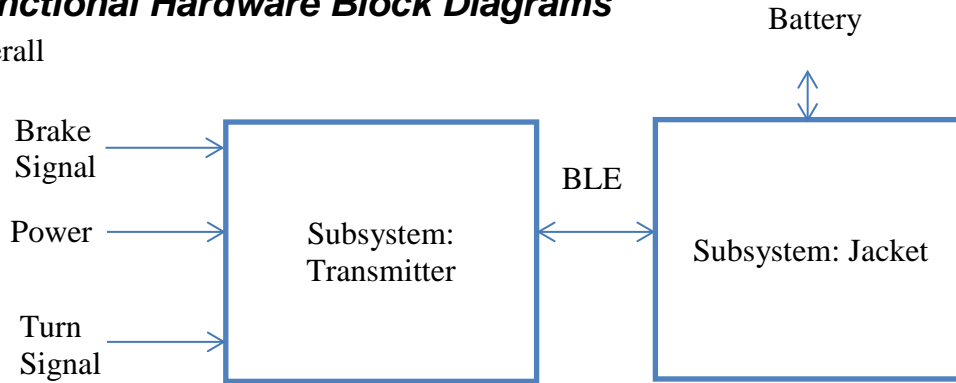 nctional Hardware Block Diagrams
erall
Battery
Brake
Signal
BLE
Power
Subsystem:
Transmitter
Subsystem: Jacket
Turn
Signal